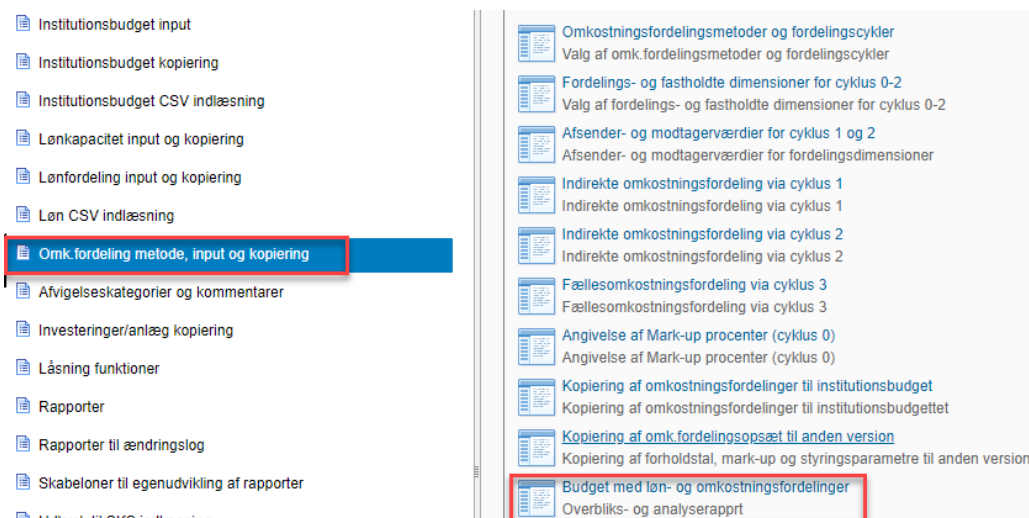 Institutionsbudget input
Institutionsbudget kopiering
Institutionsbudget CSV indlæsning
Lønkapacitet input og kopiering
Lønfordeling input og kopiering
Løn CSV indlæsning
Omk.fordeling metode, input og kopiering
Afvigelseskategorier og kommentarer
Investeringer/anlæg kopiering
Låsning funktioner
Rapporter
Rapporter til ændringslog
Skabeloner til egenudvikling af rapporter
Omkostningsfordelingsmetoder og fordelingscykler
Valg af omk.fordelingsmetoder og fordelingscykler
Fordelings- og fastholdte dimensioner for cyklus 0-2
Valg af fordelings- og fastholdte dimensioner for cyklus 0-2
Afsender- og modtagerværdier for cyklus 1 og 2
Afsender- og modtagerværdier for fordelingsdimensioner
Indirekte omkostningsfordeling via cyklus 1
Indirekte omkostningsfordeling via cyklus 1
Indirekte omkostningsfordeling via cyklus 2
Indirekte omkostningsfordeling via cyklus 2
Fællesomkostningsfordeling via cyklus 3
Fællesomkostningsfordeling via cyklus 3
Angivelse af Mark-up procenter (cyklus 0)
Angivelse af Mark-up procenter (cyklus 0)
Kopiering af omkostningsfordelinger til institutionsbudget
Kopiering af omkostningsfordelinger til institutionsbudgettet
Kopiering af omk.fordelingsopsæt til anden version
Kopiering af forholdstal, mark-up og styringsparametre til anden version
Budget med løn- og omkostningsfordelinger
Overbliks- og analyserapprt